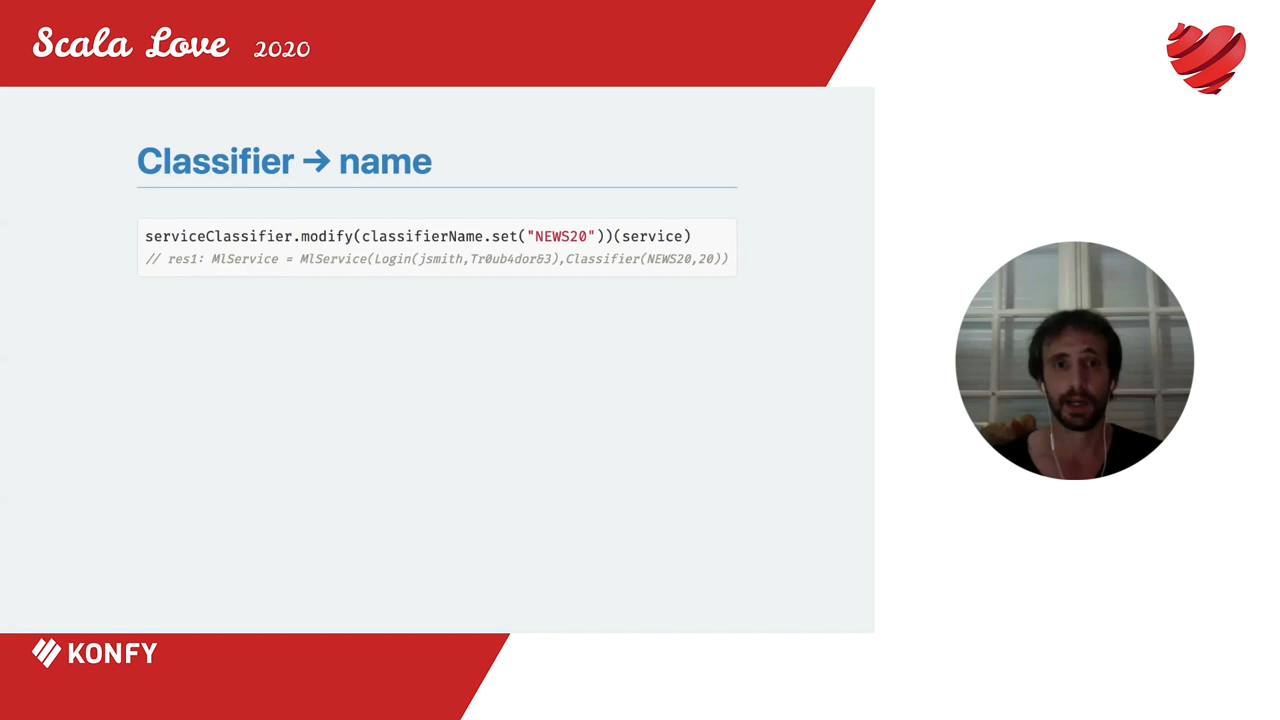 Scala Love 2020
Classifier → name
serviceClassifier.modify(classifierName.set("NEWS20"))(service)
// res1: MlService = MlService(Login(jsmith,Tr0ub4dor&3),Classifier(NEWS20,20))
KONFY